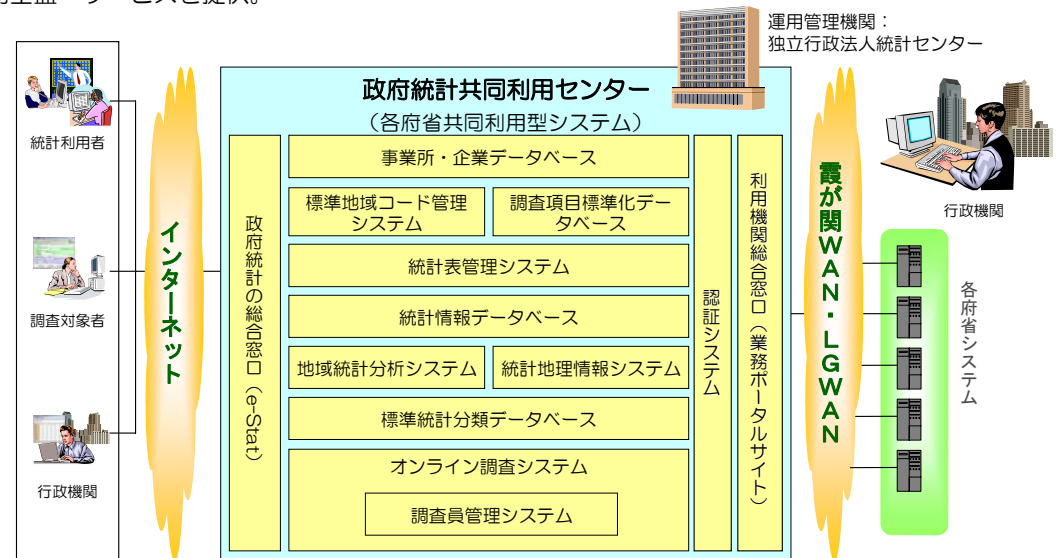 ービスを提供。
運用管理機関：
独立行政法人統計センター
政府統計共同利用センター
（各府省共同利用型システム）
統計利用者
調査対象者
行政機関
インターネット
政府統計の総合窓口（e-Stat）
事業所・企業データベース
標準地域コード管理
システム
調査項目標準化デー
タベース
統計表管理システム
統計情報データベース
地域統計分析システム
統計地理情報システム
標準統計分類データベース
オンライン調査システム
調査員管理システム
認証システム
利用機関総合窓口（業務ポータルサイト）
霞が関WAN・LGWAN
行政機関
各府省システム